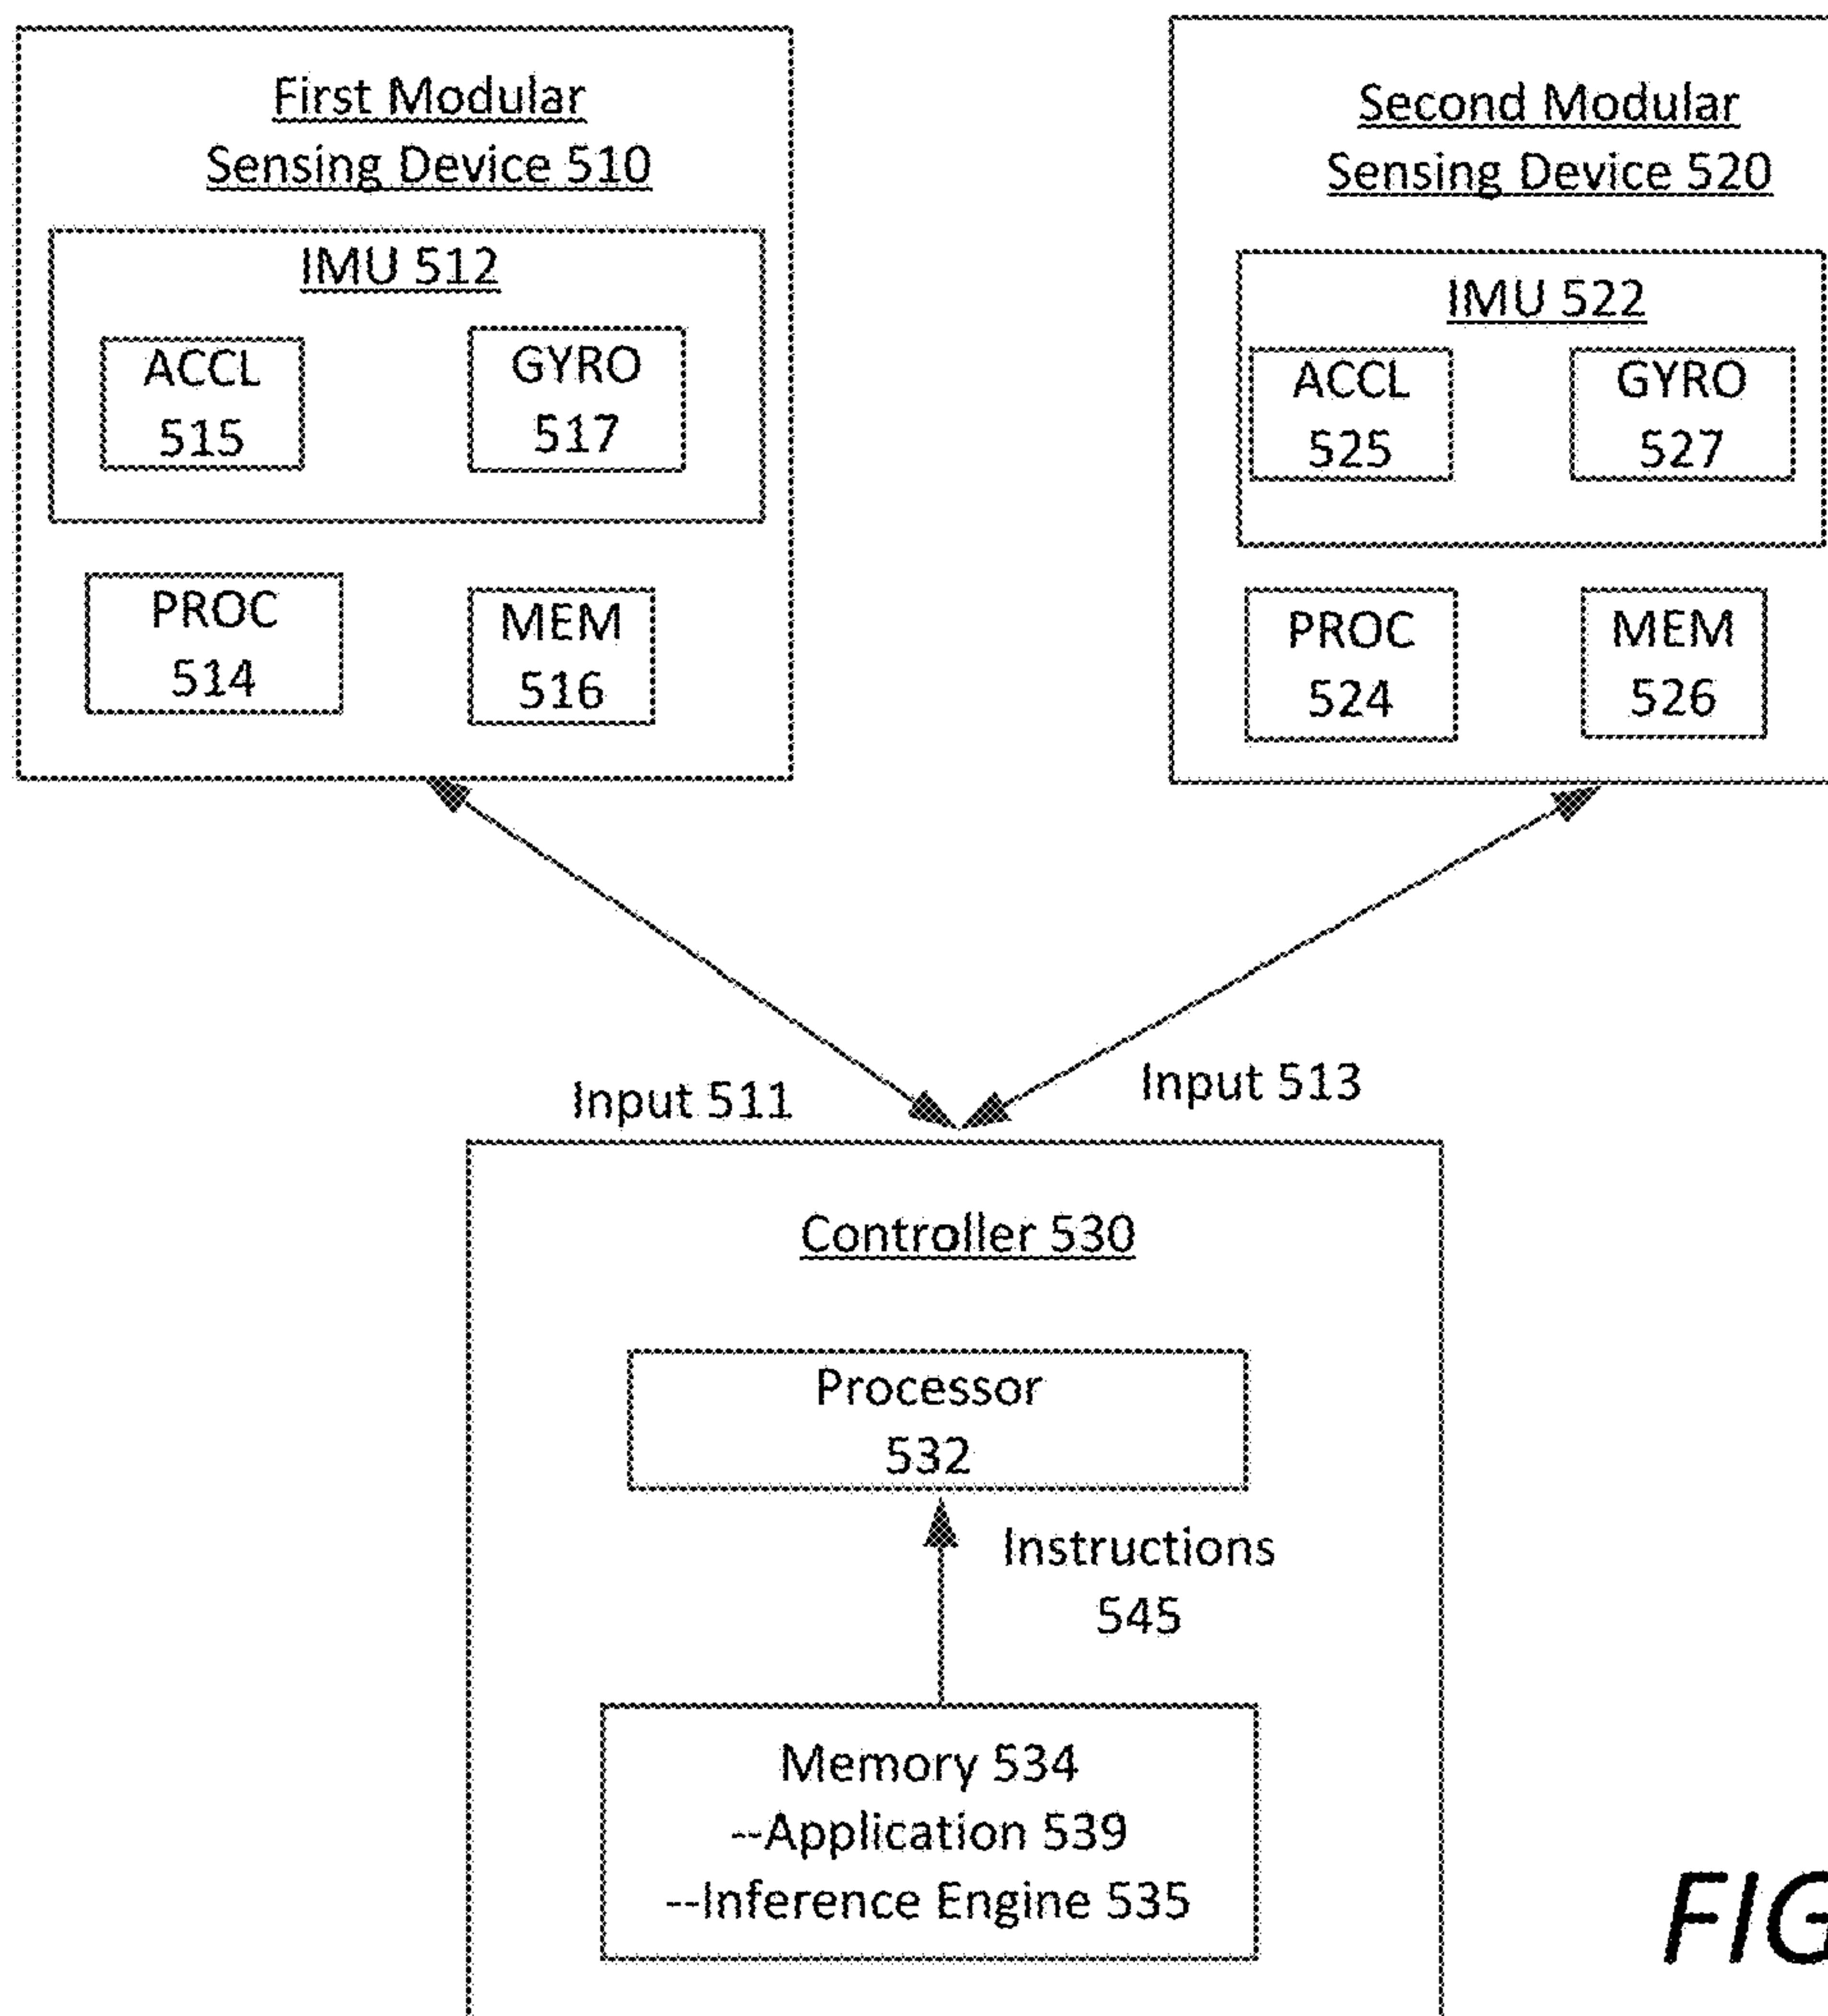 First Modular
Sensing Device 510
IMU 512
ACCL
515
GYRO
517
PROC
514
MEM
516
Second Modular
Sensing Device 520
IMU 522
ACCL
525
GYRO
527
PROC
524
MEM
526
Input 511
Input 513
Controller 530
Processor
532
Instructions
545
Memory 534
--Application 539
--Inference Engine 535
FIG